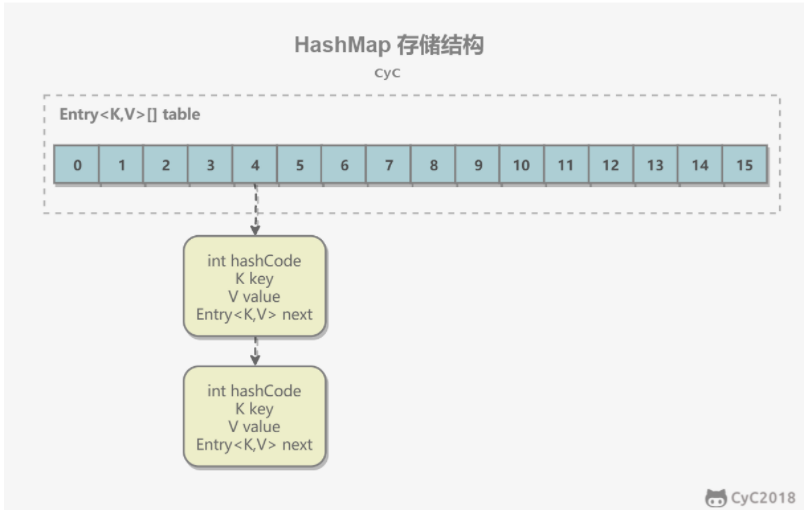 HashMap 存储结构
CyC
Entry<K,V>[] table
0 1 2 3 4 5 6 7 8 9 10 11 12 13 14 15
int hashCode
K key
V value
Entry<K,V> next
int hashCode
K key
V value
Entry<K,V> next
CyC2018